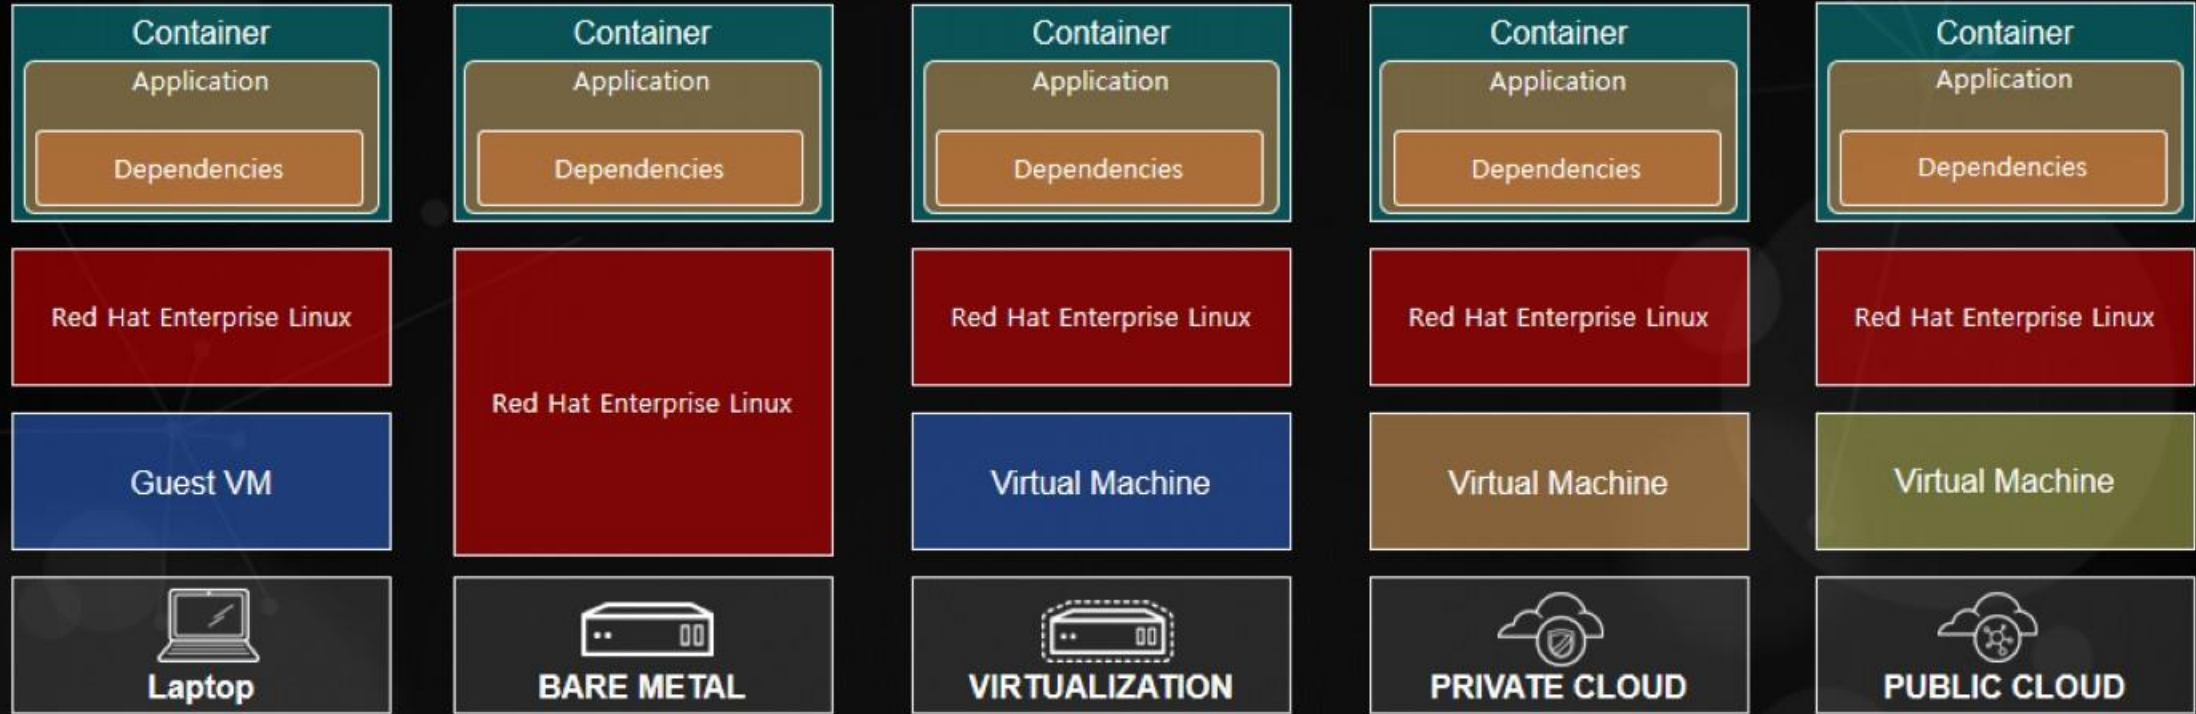 Container
Application
Dependencies
Red Hat Enterprise Linux
Guest VM
Laptop
Container
Application
Dependencies
Red Hat Enterprise Linux
BARE METAL
Container
Application
Dependencies
Red Hat Enterprise Linux
Virtual Machine
VIRTUALIZATION
Container
Application
Dependencies
Red Hat Enterprise Linux
Virtual Machine
PRIVATE CLOUD
Container
Application
Dependencies
Red Hat Enterprise Linux
Virtual Machine
PUBLIC CLOUD